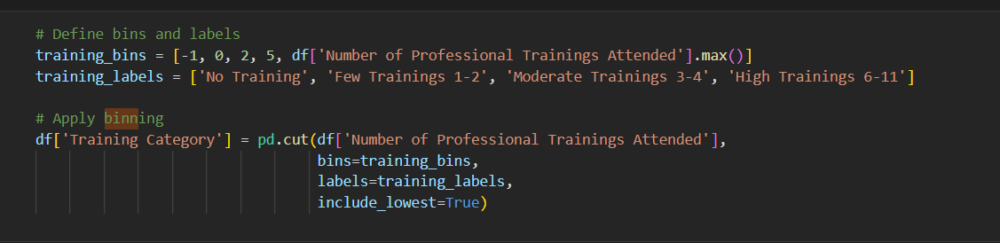 # Define bins and labels
training_bins = [-1, 0, 2, 5, df['Number of Professional Trainings Attended'].max()]
training_labels = ['No Training', 'Few Trainings 1-2', 'Moderate Trainings 3-4', 'High Trainings 6-11']
# Apply binning
df['Training Category'] = pd.cut(df['Number of Professional Trainings Attended'],
bins=training_bins,
labels=training_labels,
include_lowest=True)